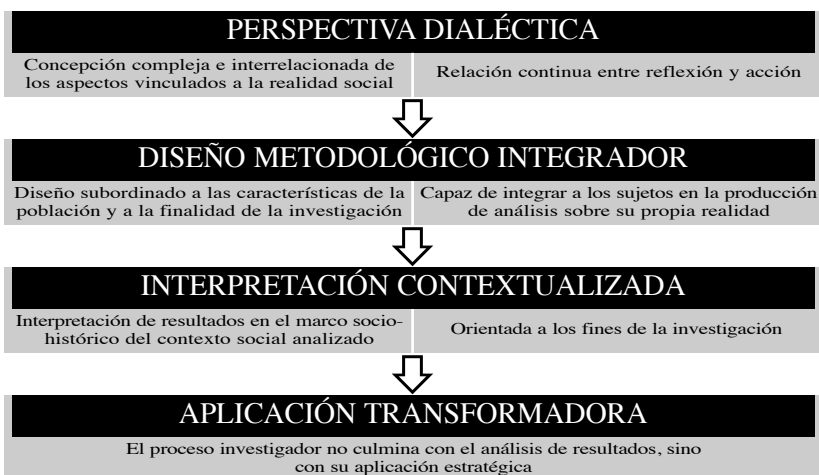 PERSPECTIVA DIALÉCTICA
Concepción compleja e interrelacionada de
los aspectos vinculados a la realidad social
Relación continua entre reflexión y acción
DISEÑO METODOLÓGICO INTEGRADOR
Diseño subordinado a las características de la
población y a la finalidad de la investigación
Capaz de integrar a los sujetos en la producción
de análisis sobre su propia realidad
INTERPRETACIÓN CONTEXTUALIZADA
Interpretación de resultados en el marco socio-
histórico del contexto social analizado
Orientada a los fines de la investigación
APLICACIÓN TRANSFORMADORA
El proceso investigador no culmina con el análisis de resultados, sino
con su aplicación estratégica